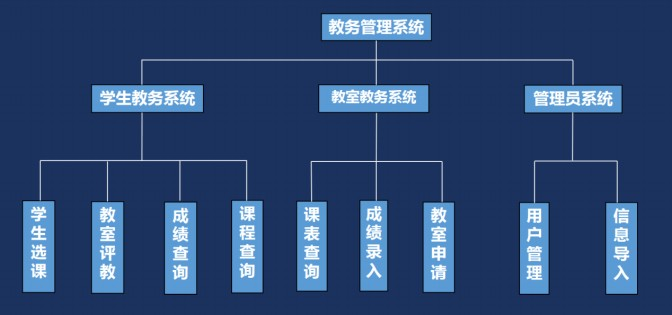 教务管理系统
学生教务系统
教室教务系统
管理员系统
学生选课
教室评教
成绩查询
课程查询
课表查询
成绩录入
教室申请
用户管理
信息导入